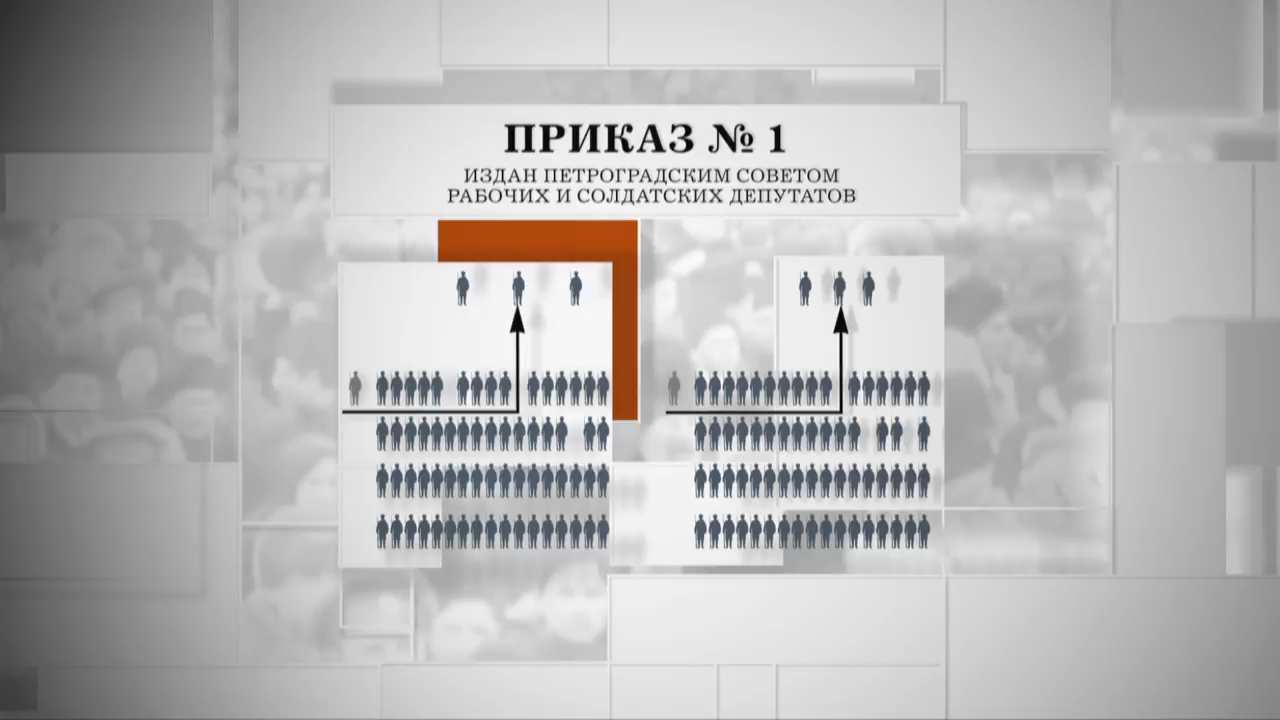 ПРИКАЗ № 1
ИЗДАН ПЕТРОГРАДСКИМ СОВЕТОМ
РАБОЧИХ И СОЛДАТСКИХ ДЕПУТАТОВ